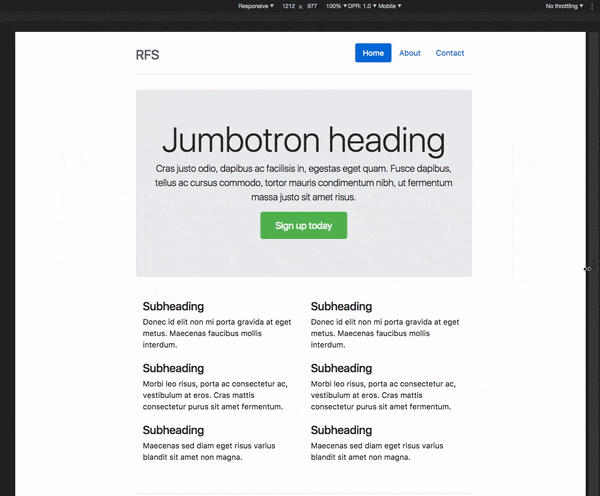 Responsive ▼ 1212 × 977 100% ▼ DPR: 1.0 ▼ Mobile ▼ No throttling ▼
RFS Home About Contact
Jumbotron heading
Cras justo odio, dapibus ac facilisis in, egestas eget quam. Fusce dapibus,
tellus ac cursus commodo, tortor mauris condimentum nibh, ut fermentum
massa justo sit amet risus.
Sign up today
Subheading
Donec id elit non mi porta gravida at eget
metus. Maecenas faucibus mollis
interdum.
Subheading
Morbi leo risus, porta ac consectetur ac,
vestibulum at eros. Cras mattis
consectetur purus sit amet fermentum.
Subheading
Maecenas sed diam eget risus varius
blandit sit amet non magna.
Subheading
Donec id elit non mi porta gravida at eget
metus. Maecenas faucibus mollis
interdum.
Subheading
Morbi leo risus, porta ac consectetur ac,
vestibulum at eros. Cras mattis
consectetur purus sit amet fermentum.
Subheading
Maecenas sed diam eget risus varius
blandit sit amet non magna.